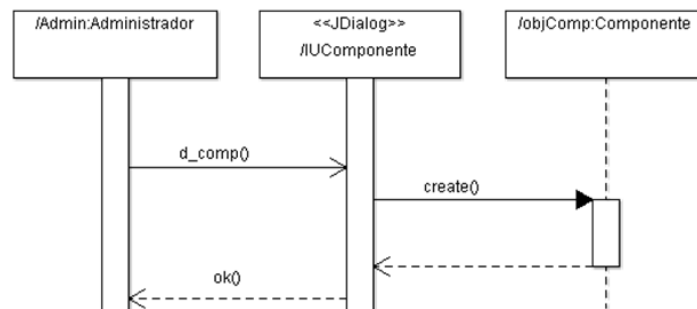 /Admin:Administrador
<<JDialog>>
/IUComponente
/objComp:Componente
d_comp()
create()
ok()